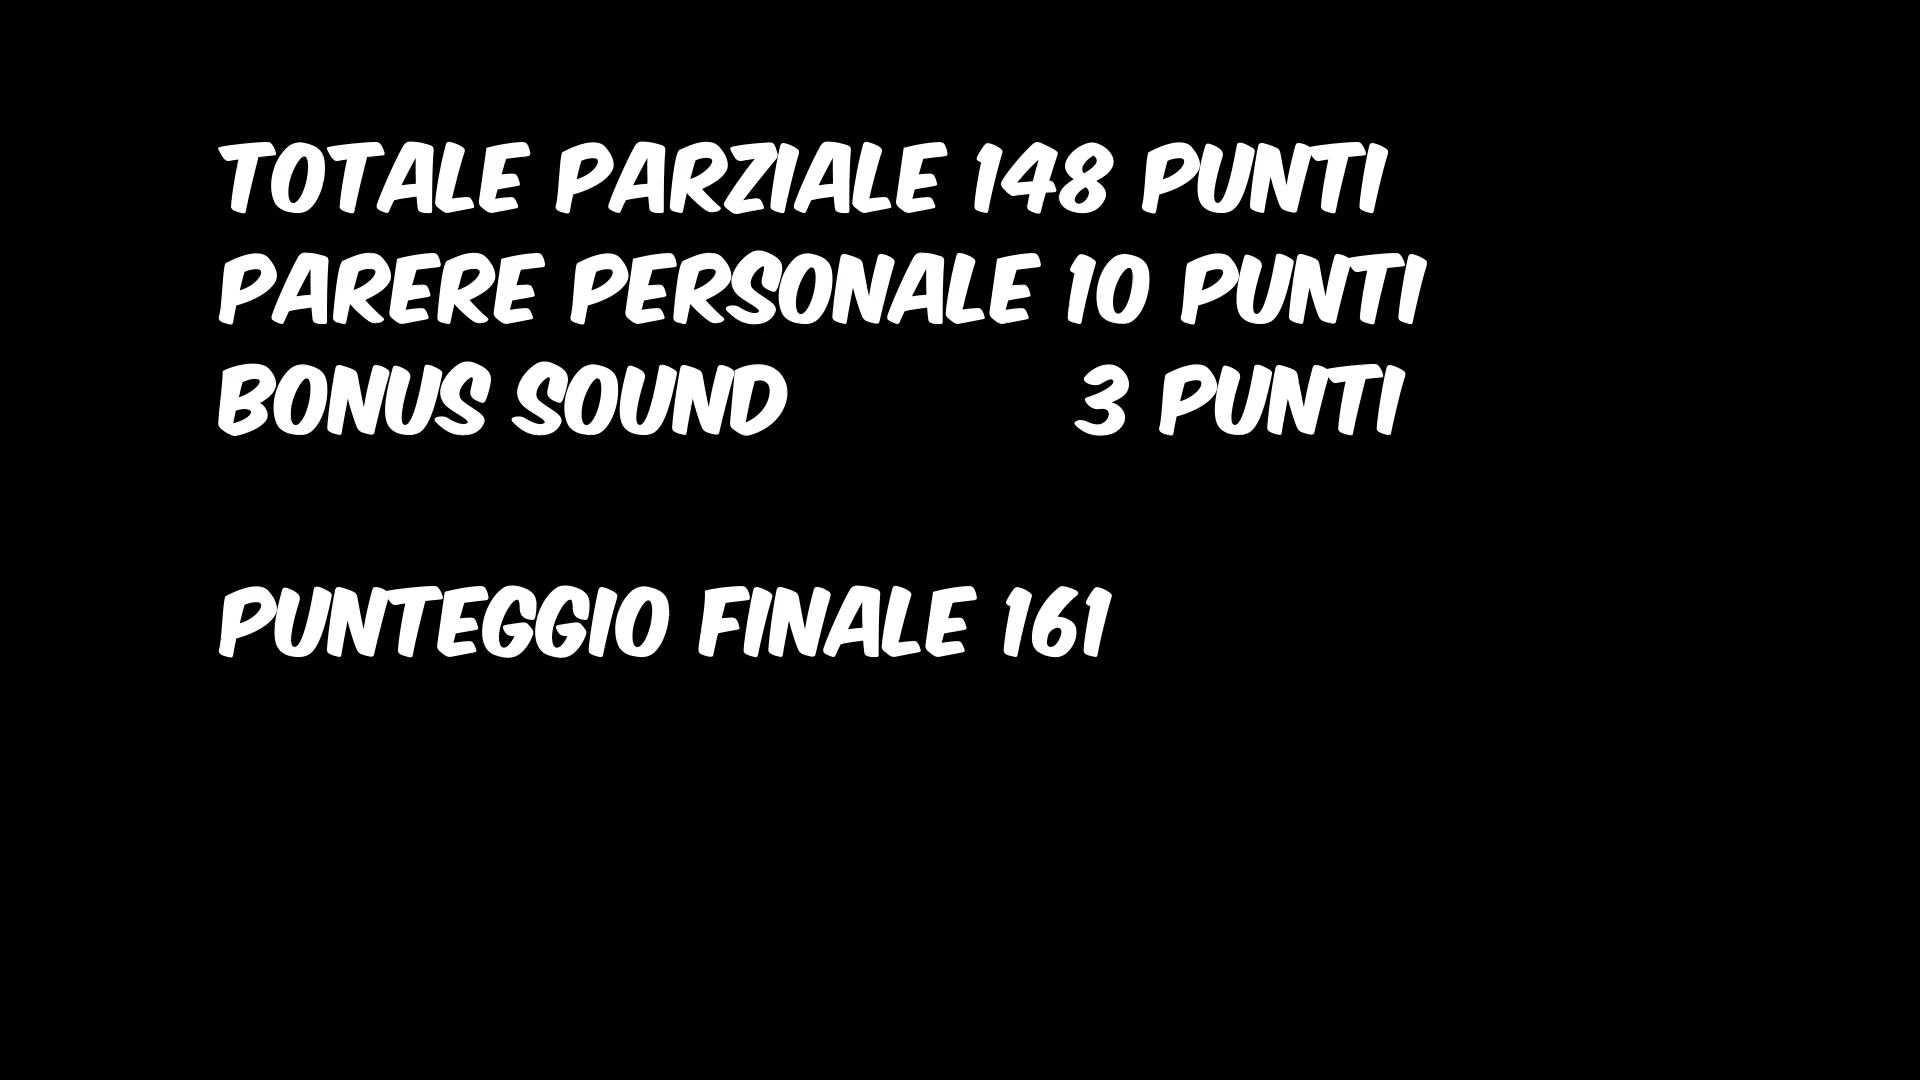 TOTALE PARZIALE 148 PUNTI
PARERE PERSONALE 10 PUNTI
BONUS SOUND 3 PUNTI
PUNTEGGIO FINALE 161